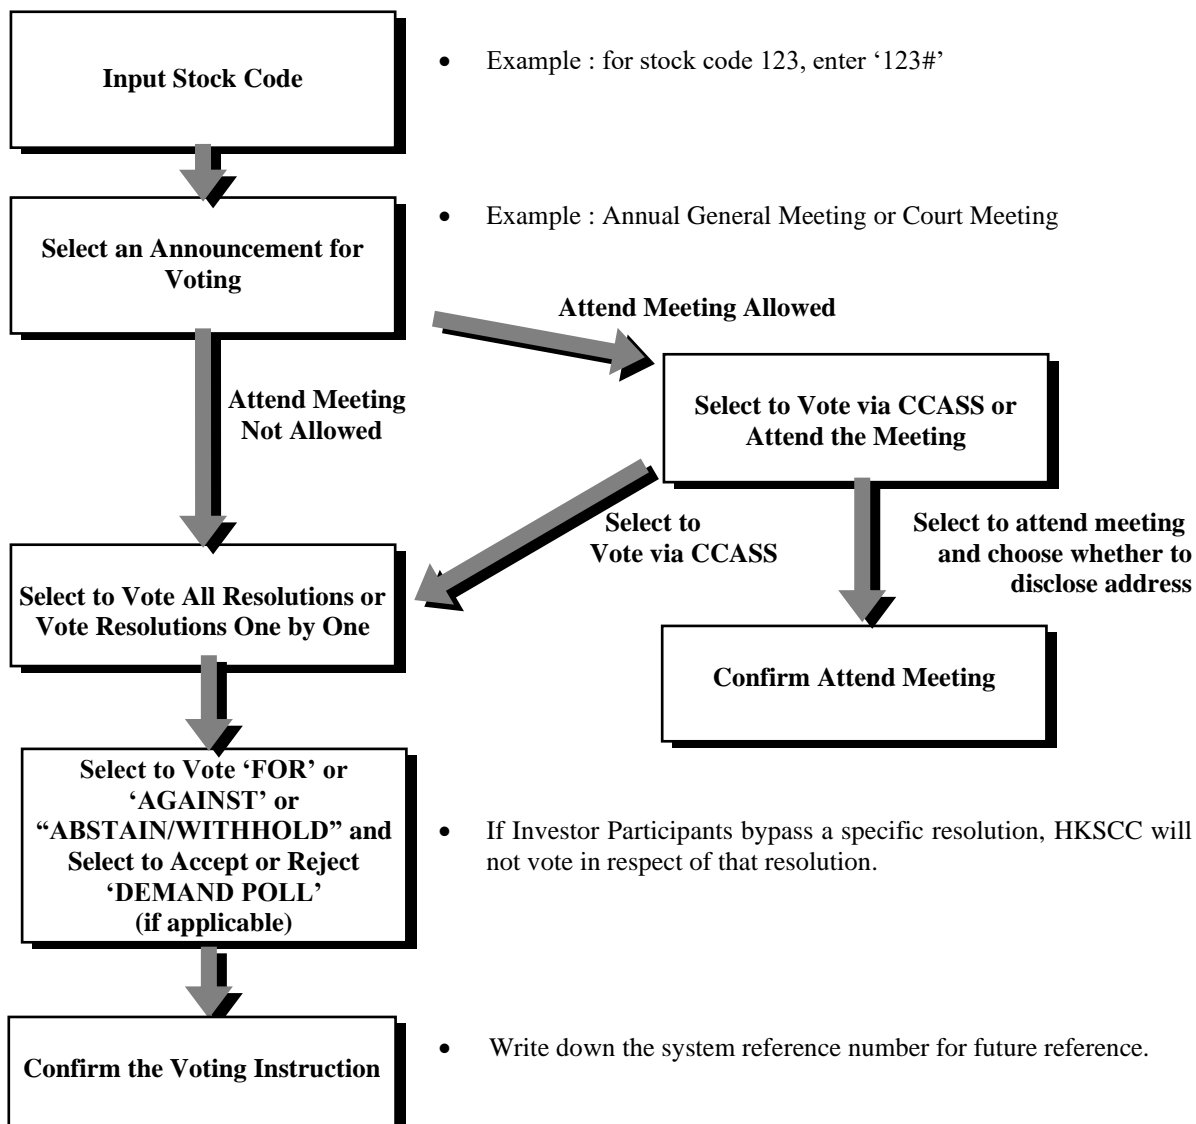 Input Stock Code
• Example : for stock code 123, enter ‘123#’
Select an Announcement for
Voting
• Example : Annual General Meeting or Court Meeting
Attend Meeting Allowed
Attend Meeting
Not Allowed
Select to Vote via CCASS or
Attend the Meeting
Select to
Vote via CCASS
Select to attend meeting
and choose whether to
disclose address
Select to Vote All Resolutions or
Vote Resolutions One by One
Confirm Attend Meeting
Select to Vote ‘FOR’ or
‘AGAINST’ or
“ABSTAIN/WITHHOLD” and
Select to Accept or Reject
‘DEMAND POLL’
(if applicable)
• If Investor Participants bypass a specific resolution, HKSCC will
not vote in respect of that resolution.
Confirm the Voting Instruction
• Write down the system reference number for future reference.